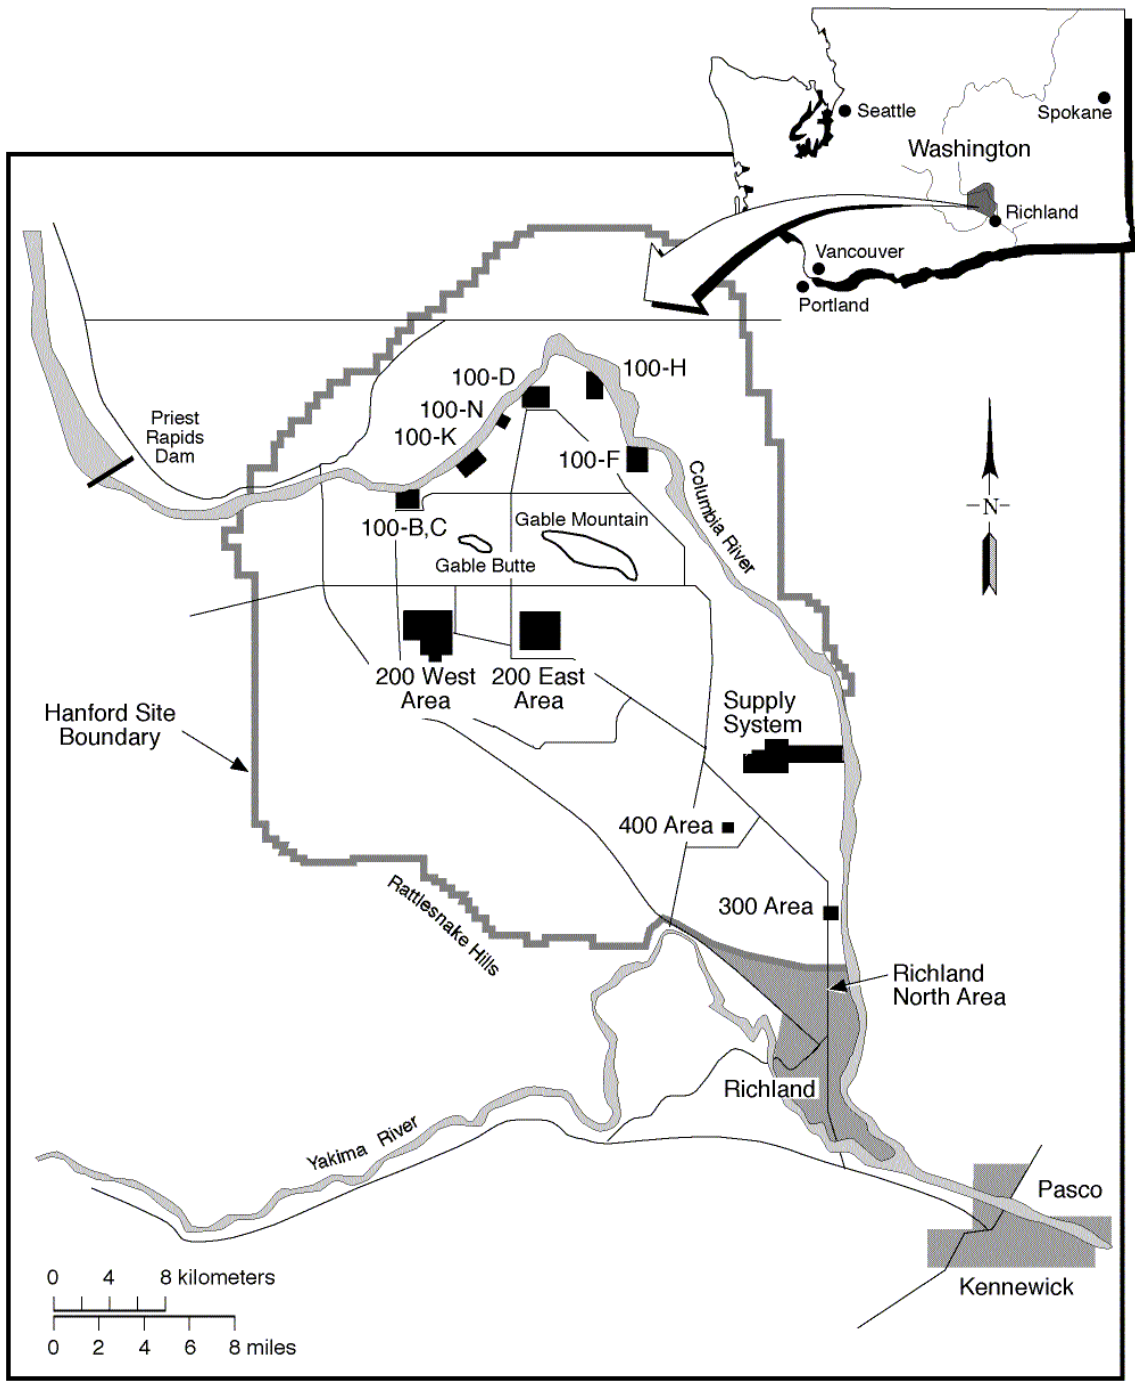 Seattle
Spokane
Washington
Richland
Vancouver
Portland
100-H
100-D
100-N
100-K
Priest
Rapids
Dam
100-F
Columbia River
N
100-B,C
Gable Mountain
Gable Butte
200 West
Area
200 East
Area
Hanford Site
Boundary
Supply
System
400 Area
300 Area
Rattlesnake Hills
Richland
North Area
Richland
Yakima River
Pasco
Kennewick
0 4 8 kilometers
0 2 4 6 8 miles